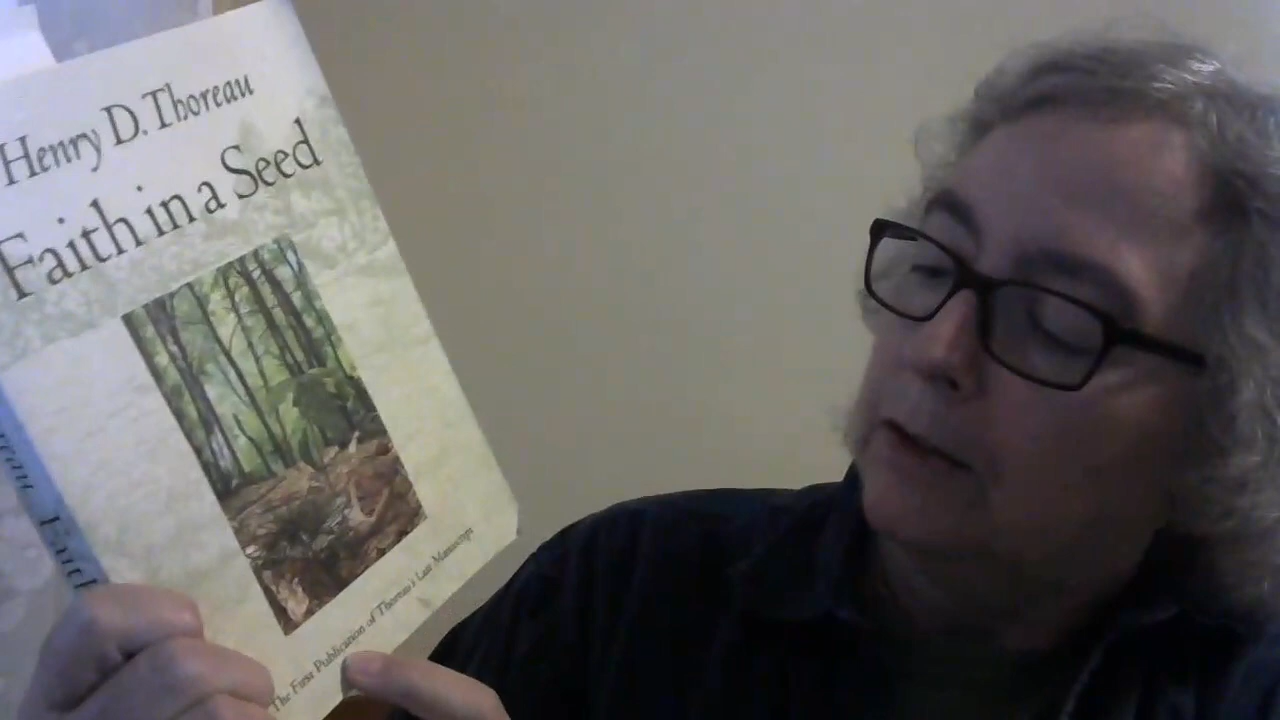 Henry D. Thoreau
Faith in a Seed
The First Publication of Thoreau's Last Manuscript